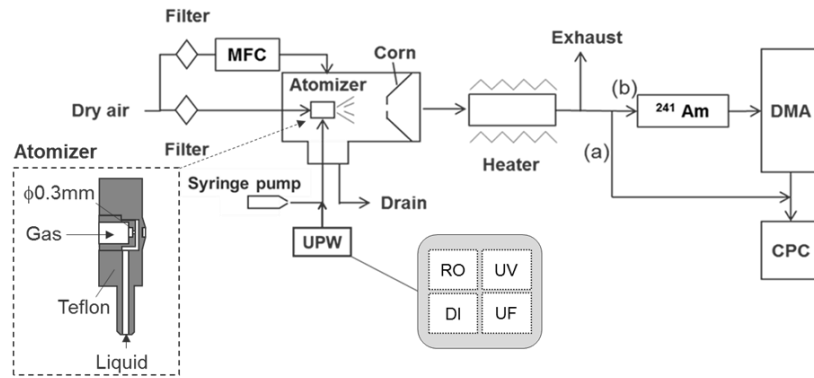 Filter
MFC
Corn
Exhaust
Atomizer
(b)
²⁴¹ Am
DMA
Dry air
Filter
Heater
(a)
Atomizer
Syringe pump
Drain
ϕ0.3mm
Gas
UPW
CPC
RO
UV
DI
UF
Teflon
Liquid